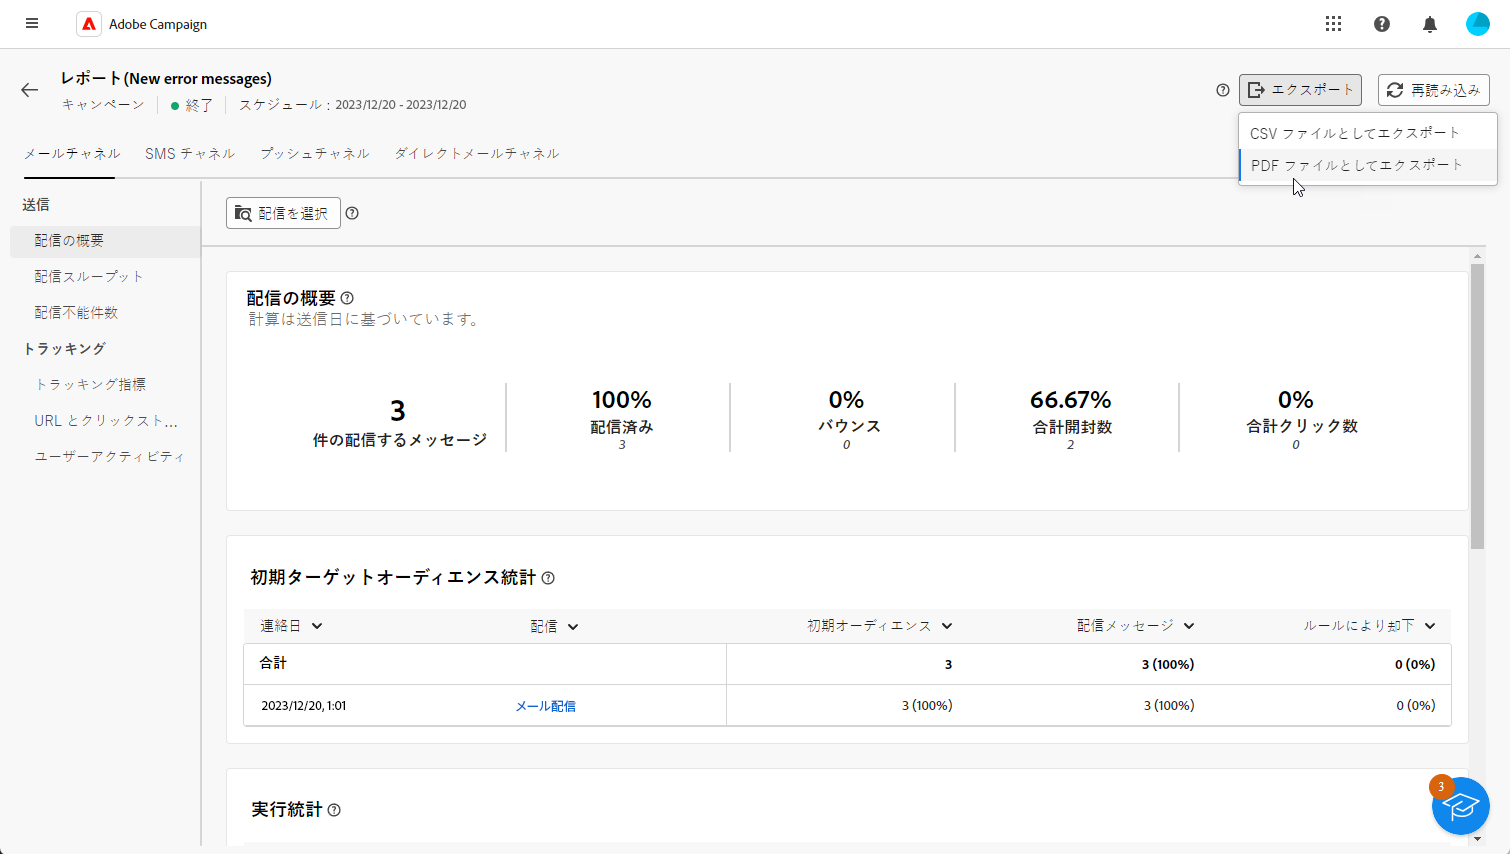 Adobe Campaign
レポート(New error messages)
キャンペーン 終了 スケジュール : 2023/12/20 - 2023/12/20
エクスポート 再読み込み
CSV ファイルとしてエクスポート
PDF ファイルとしてエクスポート
メールチャネル SMS チャネル プッシュチャネル ダイレクトメールチャネル
送信
配信の概要
配信スループット
配信不能件数
トラッキング
トラッキング指標
URL とクリックスト...
ユーザーアクティビティ
配信を選択
配信の概要
計算は送信日に基づいています。
3
件の配信するメッセージ
100%
配信済み
3
0%
バウンス
0
66.67%
合計開封数
2
0%
合計クリック数
0
初期ターゲットオーディエンス統計
連絡日 配信 初期オーディエンス 配信メッセージ ルールにより却下
合計 3 3 (100%) 0 (0%)
2023/12/20, 1:01 メール配信 3 (100%) 3 (100%) 0 (0%)
実行統計
3